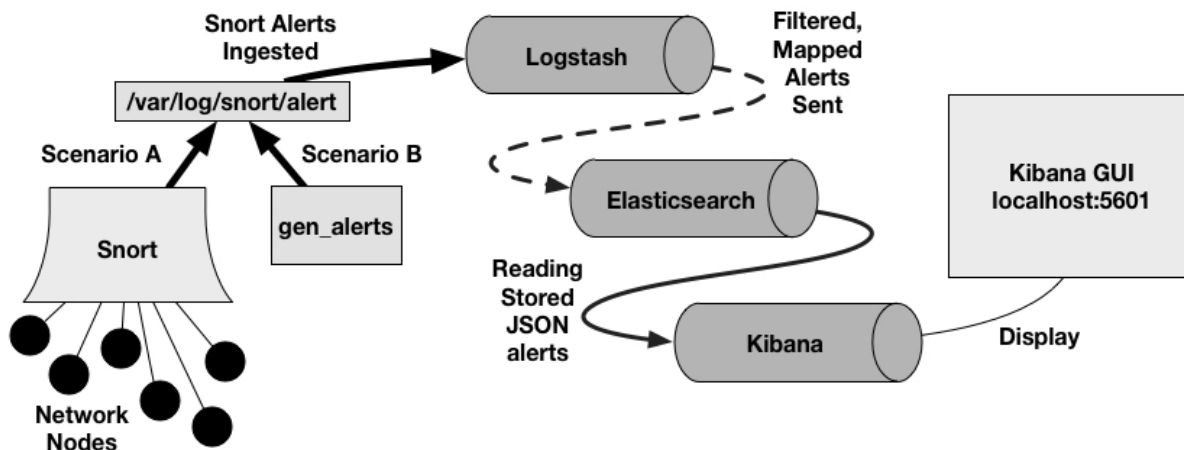 Snort Alerts
Ingested
/var/log/snort/alert
Scenario A
Scenario B
Snort
gen_alerts
Network
Nodes
Logstash
Filtered,
Mapped
Alerts
Sent
Elasticsearch
Reading
Stored
JSON
alerts
Kibana
Kibana GUI
localhost:5601
Display